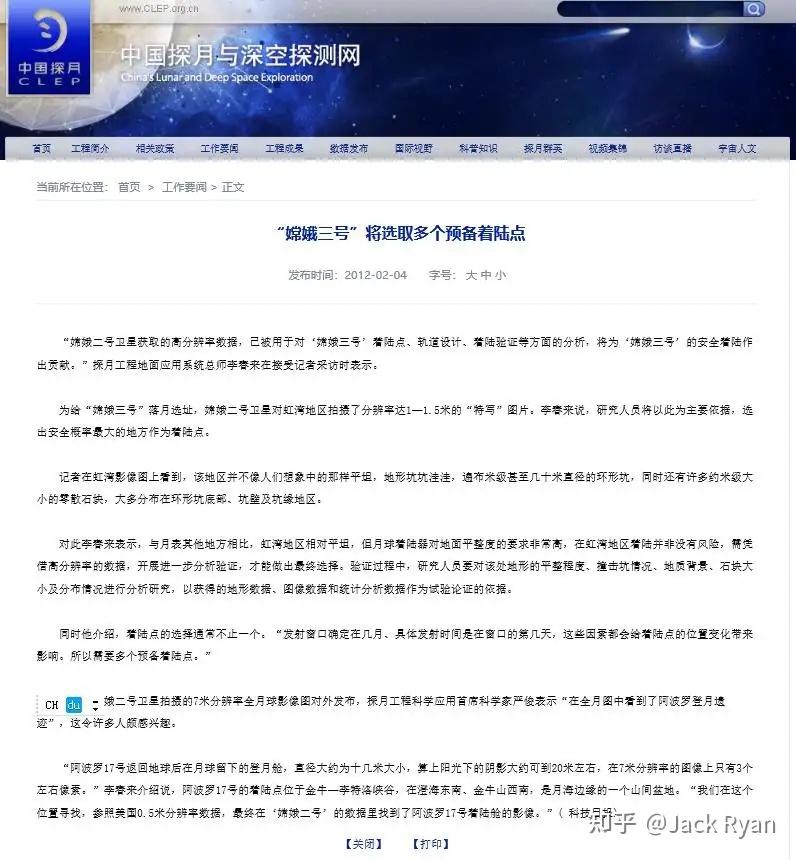 www.CLEP.org.cn
中国探月
CLEP
中国探月与深空探测网
China's Lunar and Deep Space Exploration
首页 工程简介 相关政策 工作要闻 工程成果 数据发布 国际视野 科普知识 探月群英 视频集锦 访谈直播 宇宙人文
当前所在位置： 首页 > 工作要闻 > 正文
“嫦娥三号”将选取多个预备着陆点
发布时间：2012-02-04 字号： 大 中 小
“嫦娥二号卫星获取的高分辨率数据，已被用于对‘嫦娥三号’着陆点、轨道设计、着陆验证等方面的分析，将为‘嫦娥三号’的安全着陆作
出贡献。”探月工程地面应用系统总师李春来在接受记者采访时表示。
为给“嫦娥三号”落月选址，嫦娥二号卫星对虹湾地区拍摄了分辨率达1—1.5米的“特写”图片。李春来说，研究人员将以此为主要依据，选
出安全概率最大的地方作为着陆点。
记者在虹湾影像图上看到，该地区并不像人们想象中的那样平坦，地形坑坑洼洼，遍布米级甚至几十米直径的环形坑，同时还有许多约米级大
小的零散石块，大多分布在环形坑底部、坑壁及坑缘地区。
对此李春来表示，与月表其他地方相比，虹湾地区相对平坦，但月球着陆器对地面平整度的要求非常高，在虹湾地区着陆并非没有风险，需凭
借高分辨率的数据，开展进一步分析验证，才能做出最终选择。验证过程中，研究人员要对该处地形的平整程度、撞击坑情况、地质背景、石块大
小及分布情况进行分析研究，以获得的地形数据、图像数据和统计分析数据作为试验论证的依据。
同时他介绍，着陆点的选择通常不止一个。“发射窗口确定在几月、具体发射时间是在窗口的第几天，这些因素都会给着陆点的位置变化带来
影响。所以需要多个预备着陆点。”
CH du 娥二号卫星拍摄的7米分辨率全月球影像图对外发布，探月工程科学应用首席科学家严俊表示“在全月图中看到了阿波罗登月遗
迹”，这令许多人颇感兴趣。
“阿波罗17号返回地球后在月球留下的登月舱，直径大约为十几米大小，算上阳光下的阴影大约可到20米左右，在7米分辨率的图像上只有3个
左右像素。”李春来介绍说，阿波罗17号的着陆点位于金牛—李特洛峡谷，在澄海东南、金牛山西南，是月海边缘的一个山间盆地。“我们在这个
位置寻找，参照美国0.5米分辨率数据，最终在‘嫦娥二号’的数据里找到了阿波罗17号着陆舱的影像。”( 科技日报)
【关闭】 【打印】
知乎 @Jack Ryan